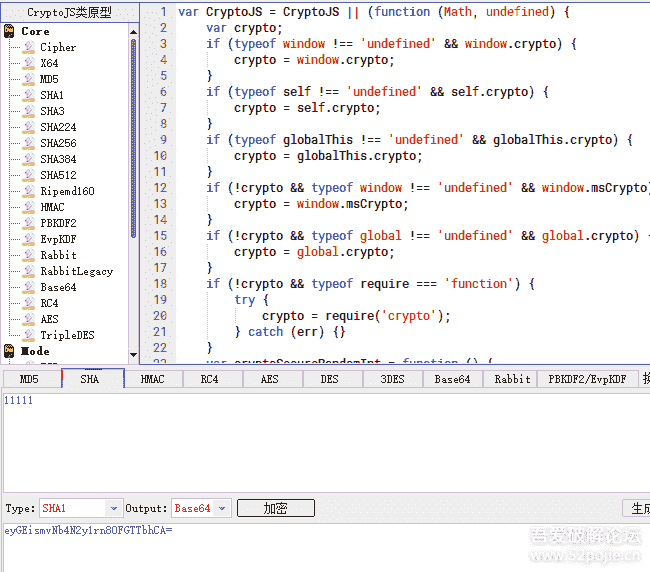 CryptoJS类原型
Core
Cipher
X64
MD5
SHA1
SHA3
SHA224
SHA256
SHA384
SHA512
Ripemd160
HMAC
PBKDF2
EvpKDF
Rabbit
RabbitLegacy
Base64
RC4
AES
TripleDES
Mode
1 var CryptoJS = CryptoJS || (function (Math, undefined) {
2 var crypto;
3 if (typeof window !== 'undefined' && window.crypto) {
4 crypto = window.crypto;
5 }
6 if (typeof self !== 'undefined' && self.crypto) {
7 crypto = self.crypto;
8 }
9 if (typeof globalThis !== 'undefined' && globalThis.crypto) {
10 crypto = globalThis.crypto;
11 }
12 if (!crypto && typeof window !== 'undefined' && window.msCrypto)
13 crypto = window.msCrypto;
14 }
15 if (!crypto && typeof global !== 'undefined' && global.crypto) {
16 crypto = global.crypto;
17 }
18 if (!crypto && typeof require === 'function') {
19 try {
20 crypto = require('crypto');
21 } catch (err) {}
22 }
MD5 SHA HMAC RC4 AES DES 3DES Base64 Rabbit PBKDF2/EvpKDF
11111
Type: SHA1 Output: Base64 加密 生成
吾爱破解论坛
www.52pojie.cn